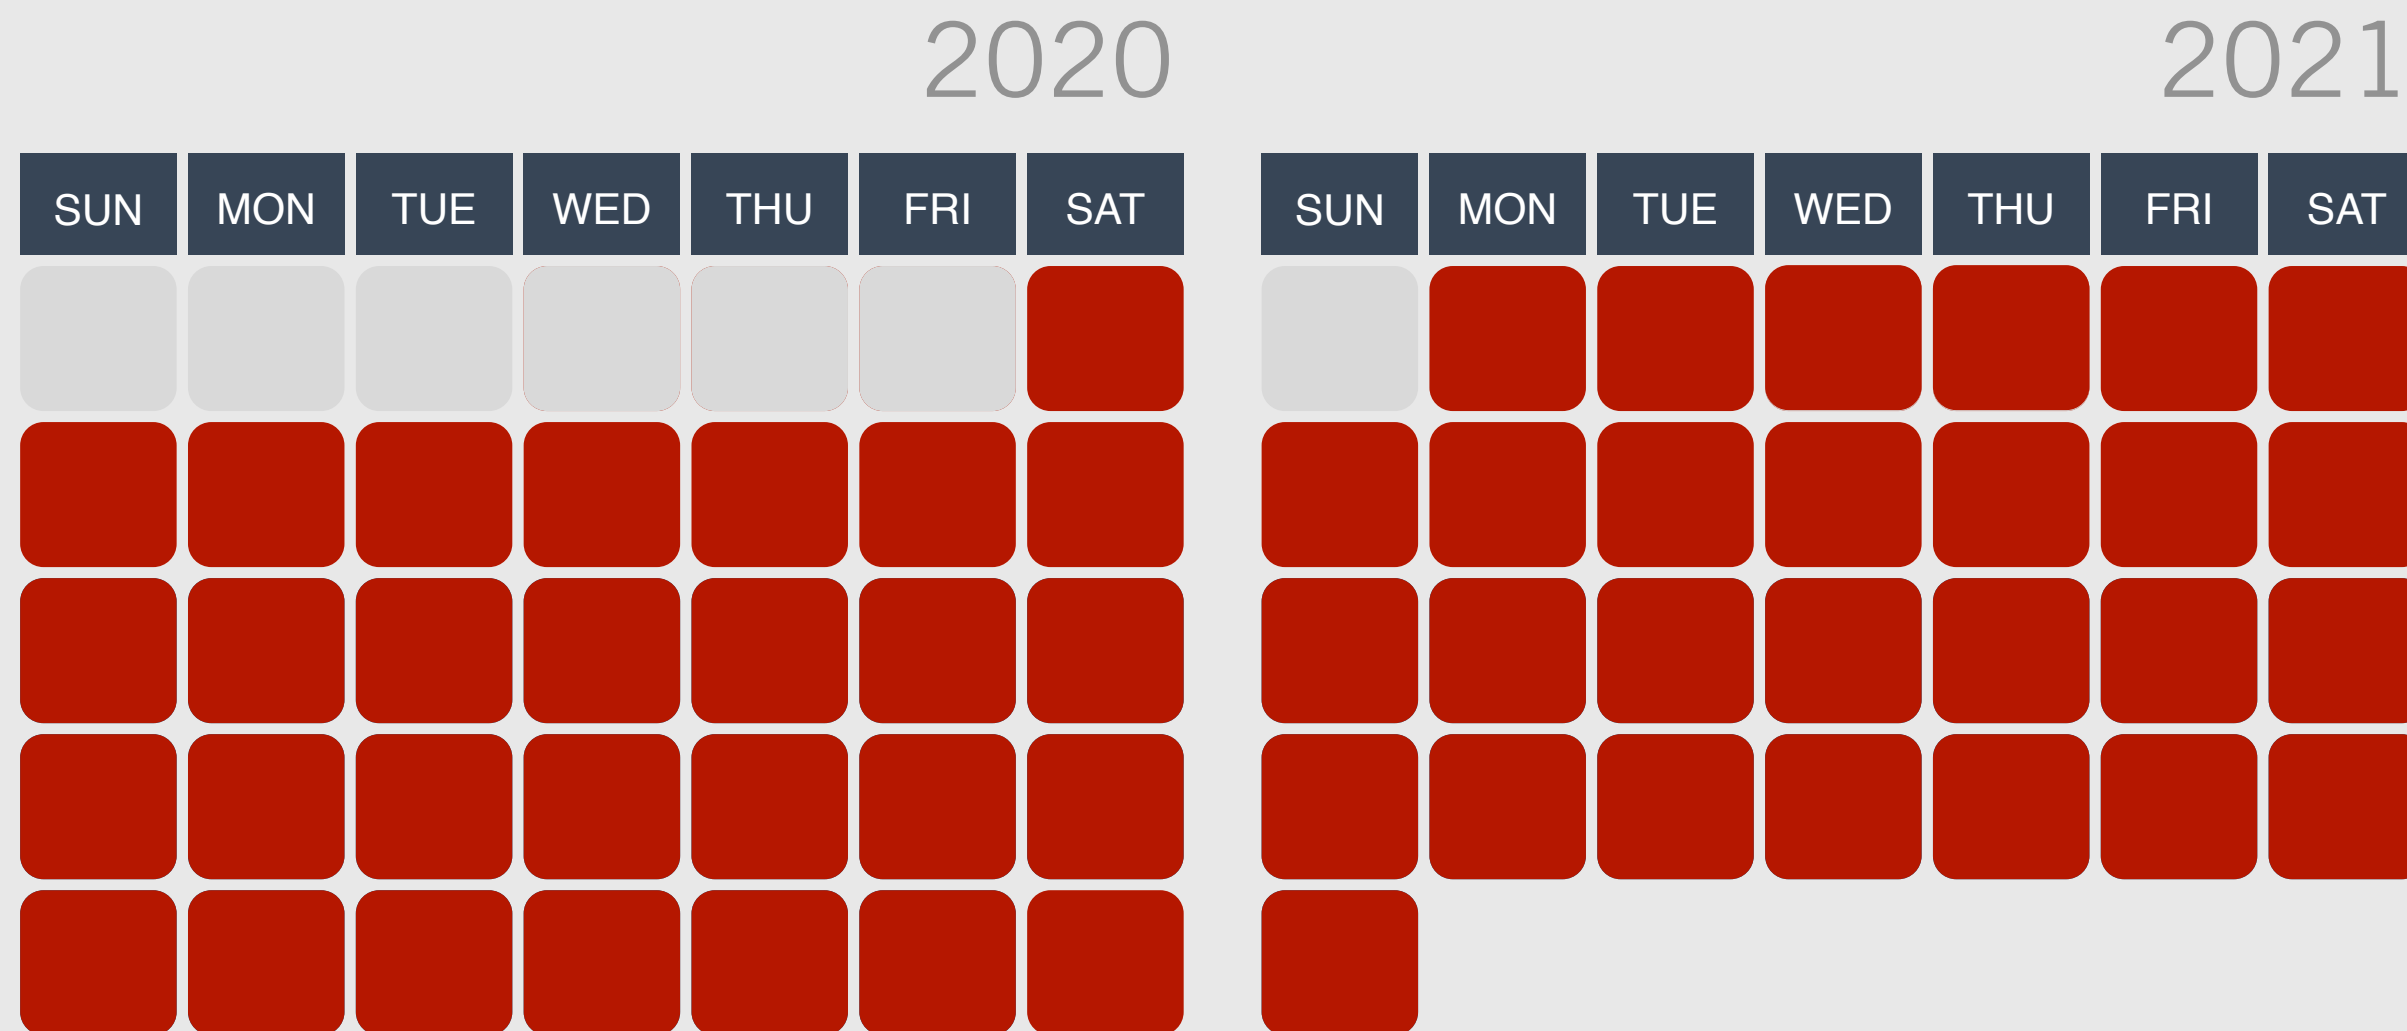 2020 2021
SUN MON TUE WED THU FRI SAT SUN MON TUE WED THU FRI SAT